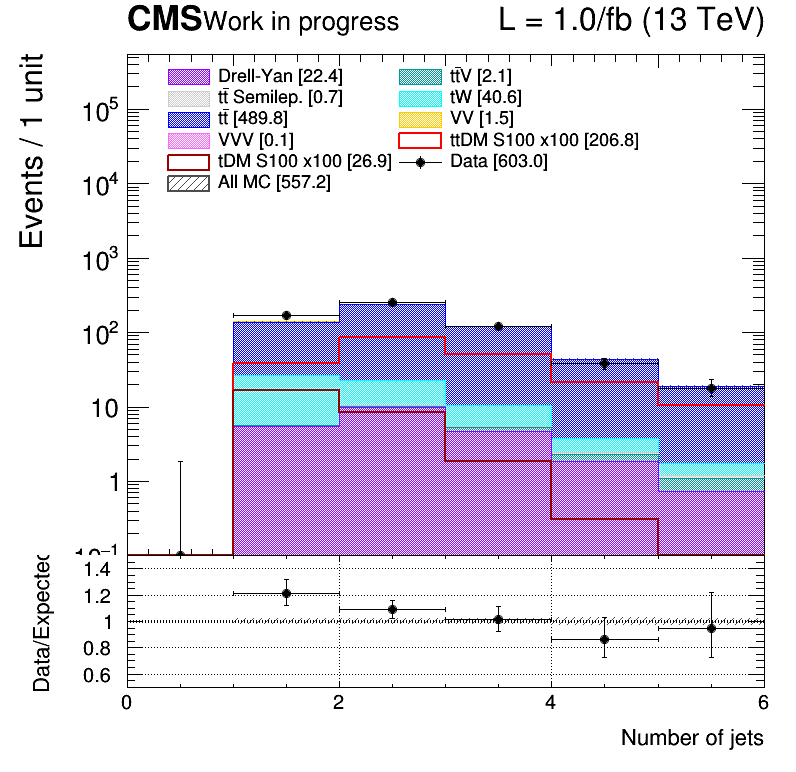 CMS Work in progress L = 1.0/fb (13 TeV)
Drell-Yan [22.4] tt̄V [2.1]
tt̄ Semilep. [0.7] tW [40.6]
tt̄ [489.8] VV [1.5]
VVV [0.1] ttDM S100 x100 [206.8]
tDM S100 x100 [26.9] Data [603.0]
All MC [557.2]
Events / 1 unit
10⁵
10⁴
10³
10²
10
1
10⁻¹
Data/Expected
1.4
1.2
1
0.8
0.6
0 2 4 6
Number of jets